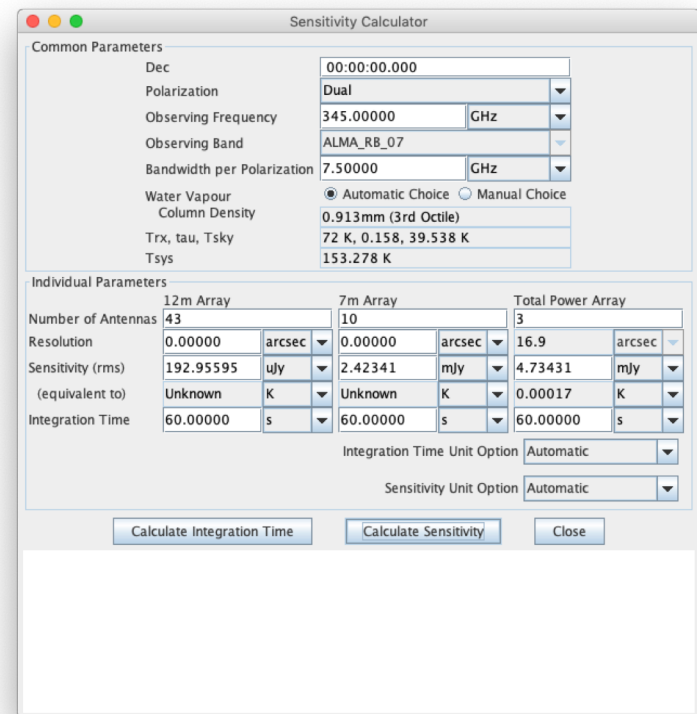 Sensitivity Calculator
Common Parameters
Dec 00:00:00.000
Polarization Dual
Observing Frequency 345.00000 GHz
Observing Band ALMA_RB_07
Bandwidth per Polarization 7.50000 GHz
Water Vapour Automatic Choice Manual Choice
Column Density 0.913mm (3rd Octile)
Trx, tau, Tsky 72 K, 0.158, 39.538 K
Tsys 153.278 K
Individual Parameters
12m Array 7m Array Total Power Array
Number of Antennas 43 10 3
Resolution 0.00000 arcsec 0.00000 arcsec 16.9 arcsec
Sensitivity (rms) 192.95595 uJy 2.42341 mJy 4.73431 mJy
(equivalent to) Unknown K Unknown K 0.00017 K
Integration Time 60.00000 s 60.00000 s 60.00000 s
Integration Time Unit Option Automatic
Sensitivity Unit Option Automatic
Calculate Integration Time Calculate Sensitivity Close